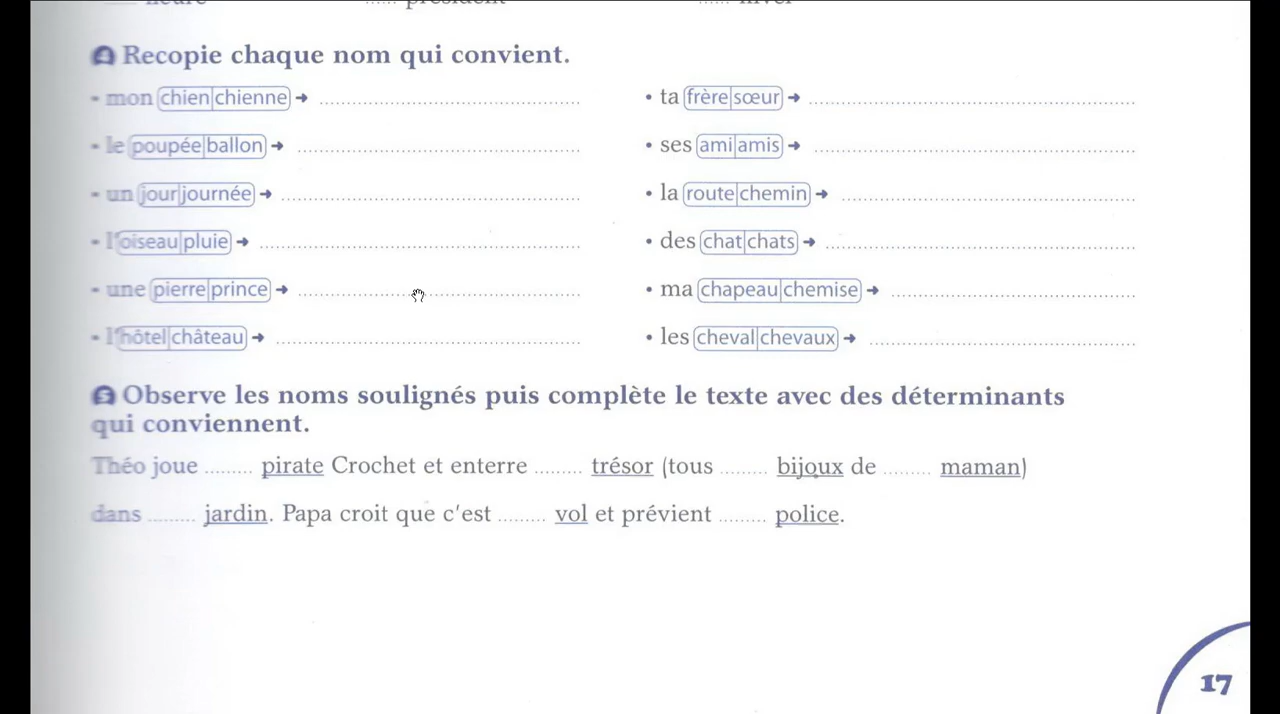 Recopie chaque nom qui convient.
• mon chien|chienne ➜ ..............................
• ta frère|sœur ➜ ..............................
• le poupée|ballon ➜ ..............................
• ses ami|amis ➜ ..............................
• un jour|journée ➜ ..............................
• la route|chemin ➜ ..............................
• l'oiseau|pluie ➜ ..............................
• des chat|chats ➜ ..............................
• une pierre|prince ➜ ..............................
• ma chapeau|chemise ➜ ..............................
• l'hôtel|château ➜ ..............................
• les cheval|chevaux ➜ ..............................
Observe les noms soulignés puis complète le texte avec des déterminants
qui conviennent.
Théo joue ......... pirate Crochet et enterre ......... trésor (tous ......... bijoux de ......... maman)
dans ......... jardin. Papa croit que c'est ......... vol et prévient ......... police.
17